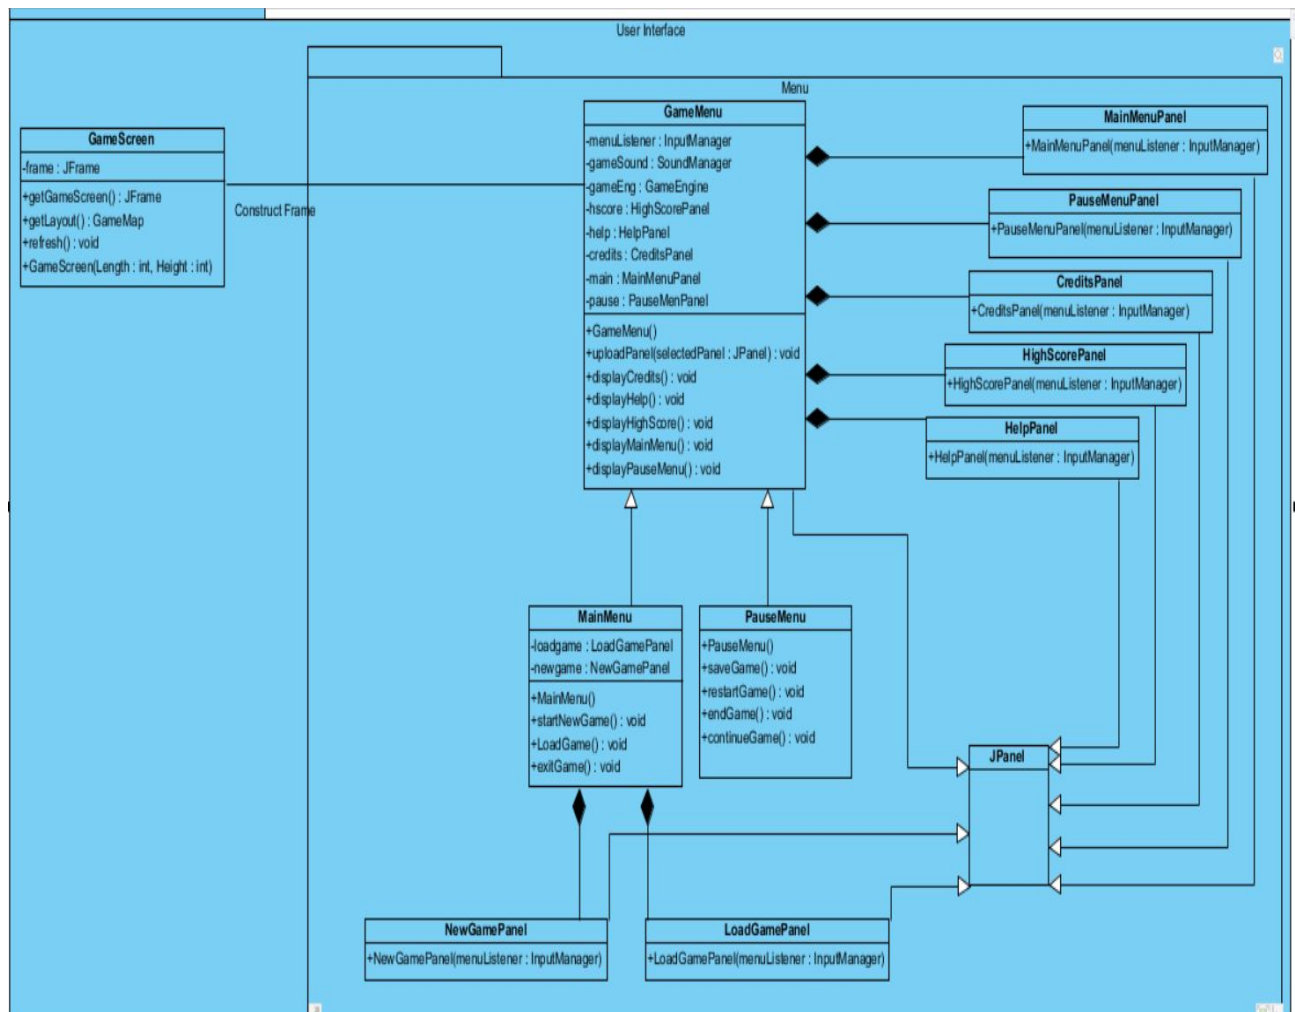 User Interface
Menu
GameScreen
-frame : JFrame
+getGameScreen() : JFrame
+getLayout() : GameMap
+refresh() : void
+GameScreen(Length : int, Height : int)
Construct Frame
GameMenu
-menuListener : InputManager
-gameSound : SoundManager
-gameEng : GameEngine
-hscore : HighScorePanel
-help : HelpPanel
-credits : CreditsPanel
-main : MainMenuPanel
-pause : PauseMenPanel
+GameMenu()
+uploadPanel(selectedPanel : JPanel) : void
+displayCredits() : void
+displayHelp() : void
+displayHighScore() : void
+displayMainMenu() : void
+displayPauseMenu() : void
MainMenuPanel
+MainMenuPanel(menuListener : InputManager)
PauseMenuPanel
+PauseMenuPanel(menuListener : InputManager)
CreditsPanel
+CreditsPanel(menuListener : InputManager)
HighScorePanel
+HighScorePanel(menuListener : InputManager)
HelpPanel
+HelpPanel(menuListener : InputManager)
MainMenu
-loadgame : LoadGamePanel
-newgame : NewGamePanel
+MainMenu()
+startNewGame() : void
+LoadGame() : void
+exitGame() : void
PauseMenu
+PauseMenu()
+saveGame() : void
+restartGame() : void
+endGame() : void
+continueGame() : void
JPanel
NewGamePanel
+NewGamePanel(menuListener : InputManager)
LoadGamePanel
+LoadGamePanel(menuListener : InputManager)